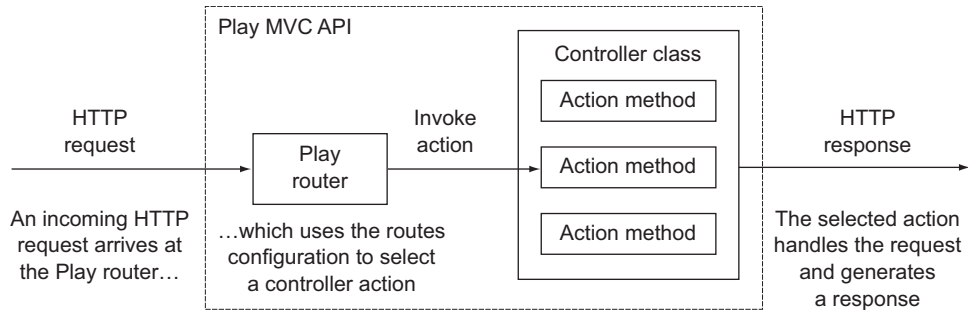 Play MVC API
Controller class
Action method
HTTP
request
Invoke
action
HTTP
response
Play
router
Action method
Action method
An incoming HTTP
request arrives at
the Play router…
…which uses the routes
configuration to select
a controller action
The selected action
handles the request
and generates
a response